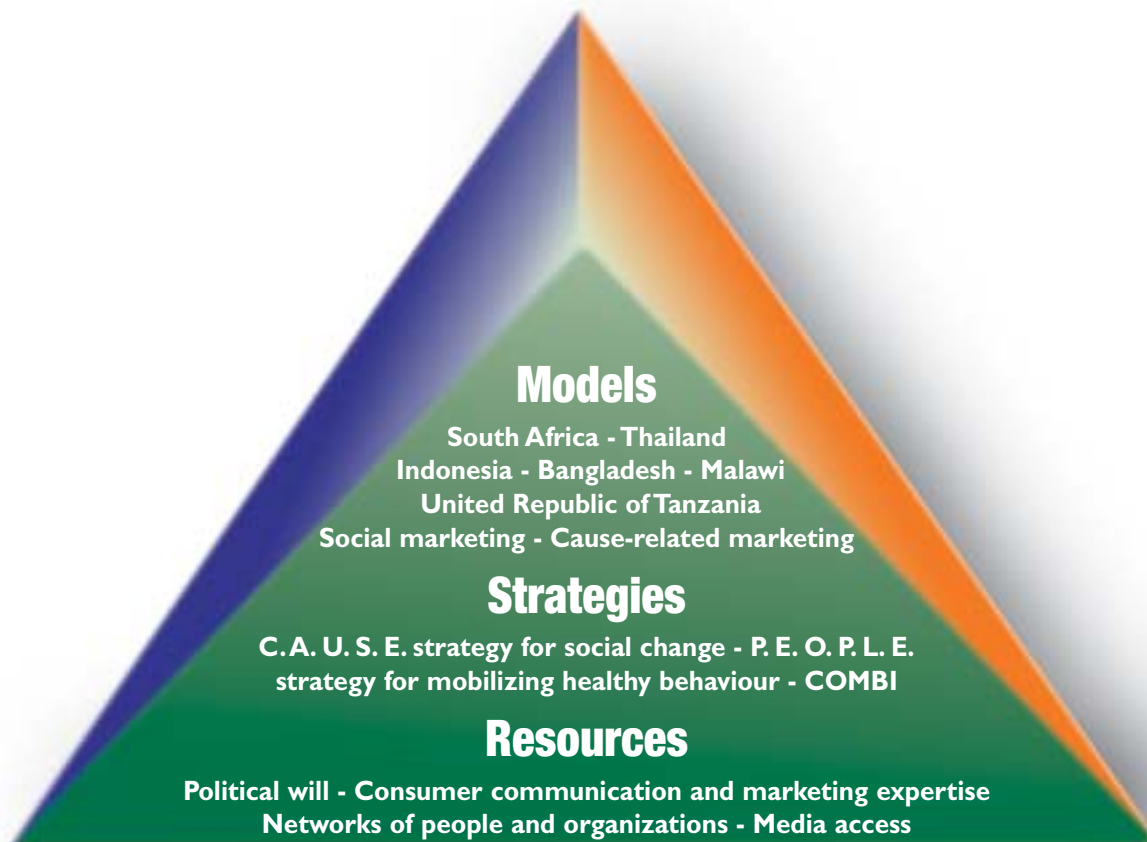 Models
South Africa - Thailand
Indonesia - Bangladesh - Malawi
United Republic of Tanzania
Social marketing - Cause-related marketing
Strategies
C. A. U. S. E. strategy for social change - P. E. O. P. L. E.
strategy for mobilizing healthy behaviour - COMBI
Resources
Political will - Consumer communication and marketing expertise
Networks of people and organizations - Media access